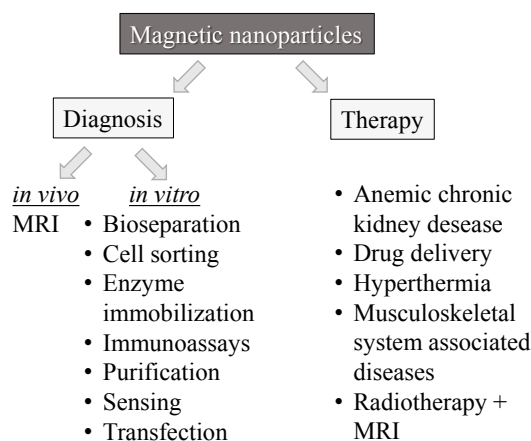 Magnetic nanoparticles
Diagnosis
Therapy
in vivo
MRI
in vitro
• Bioseparation
• Cell sorting
• Enzyme
immobilization
• Immunoassays
• Purification
• Sensing
• Transfection
• Anemic chronic
kidney desease
• Drug delivery
• Hyperthermia
• Musculoskeletal
system associated
diseases
• Radiotherapy +
MRI